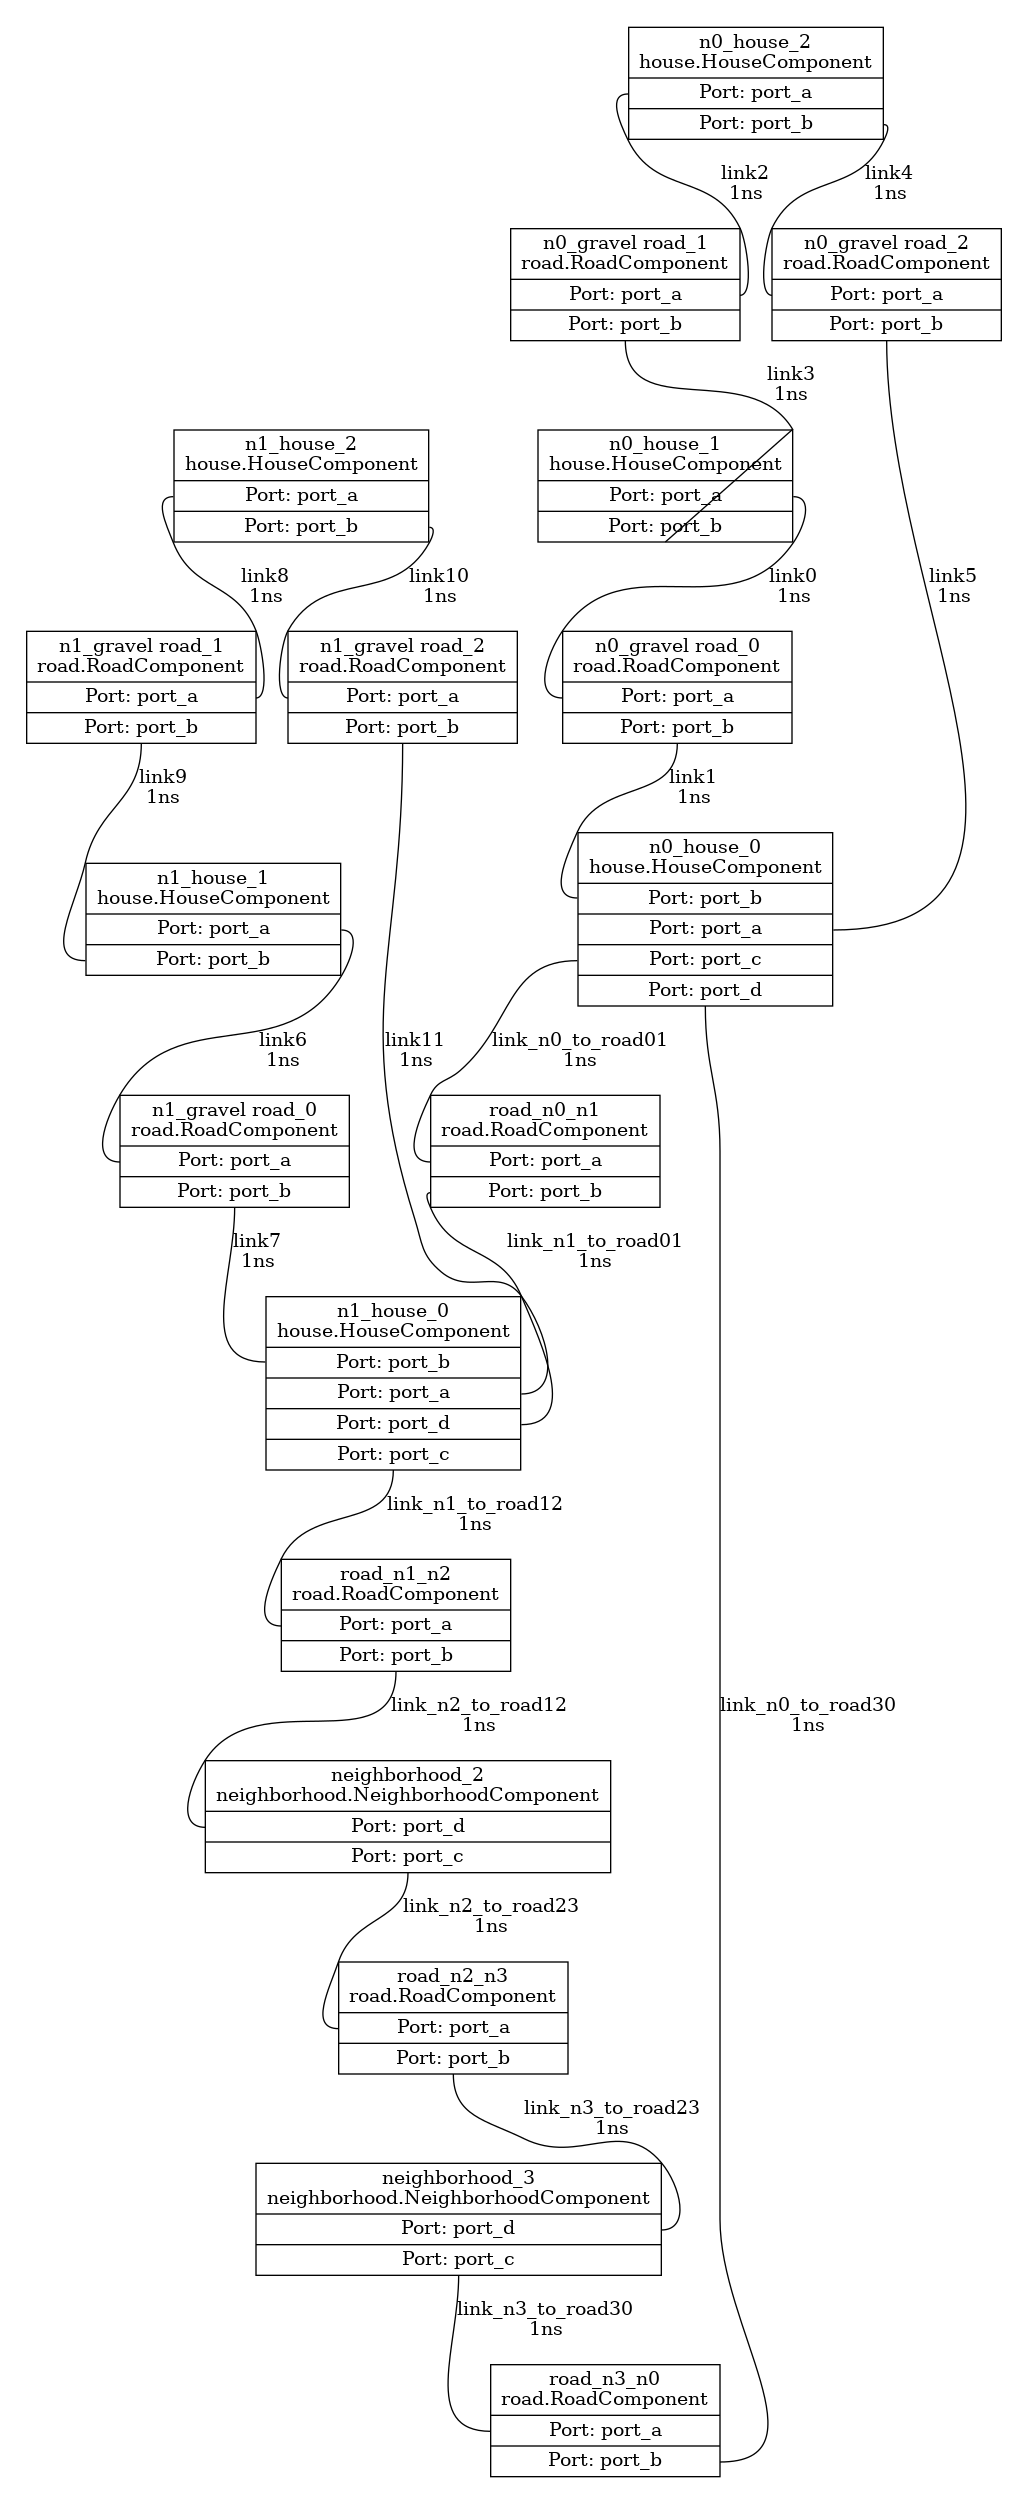 n0_house_2
house.HouseComponent
Port: port_a
Port: port_b
link2
1ns
link4
1ns
n0_gravel road_1
road.RoadComponent
Port: port_a
Port: port_b
n0_gravel road_2
road.RoadComponent
Port: port_a
Port: port_b
link3
1ns
n1_house_2
house.HouseComponent
Port: port_a
Port: port_b
n0_house_1
house.HouseComponent
Port: port_a
Port: port_b
link8
1ns
link10
1ns
link0
1ns
link5
1ns
n1_gravel road_1
road.RoadComponent
Port: port_a
Port: port_b
n1_gravel road_2
road.RoadComponent
Port: port_a
Port: port_b
n0_gravel road_0
road.RoadComponent
Port: port_a
Port: port_b
link9
1ns
link1
1ns
n1_house_1
house.HouseComponent
Port: port_a
Port: port_b
n0_house_0
house.HouseComponent
Port: port_b
Port: port_a
Port: port_c
Port: port_d
link6
1ns
link11
1ns
link_n0_to_road01
1ns
n1_gravel road_0
road.RoadComponent
Port: port_a
Port: port_b
road_n0_n1
road.RoadComponent
Port: port_a
Port: port_b
link7
1ns
link_n1_to_road01
1ns
n1_house_0
house.HouseComponent
Port: port_b
Port: port_a
Port: port_d
Port: port_c
link_n1_to_road12
1ns
road_n1_n2
road.RoadComponent
Port: port_a
Port: port_b
link_n2_to_road12
1ns
link_n0_to_road30
1ns
neighborhood_2
neighborhood.NeighborhoodComponent
Port: port_d
Port: port_c
link_n2_to_road23
1ns
road_n2_n3
road.RoadComponent
Port: port_a
Port: port_b
link_n3_to_road23
1ns
neighborhood_3
neighborhood.NeighborhoodComponent
Port: port_d
Port: port_c
link_n3_to_road30
1ns
road_n3_n0
road.RoadComponent
Port: port_a
Port: port_b